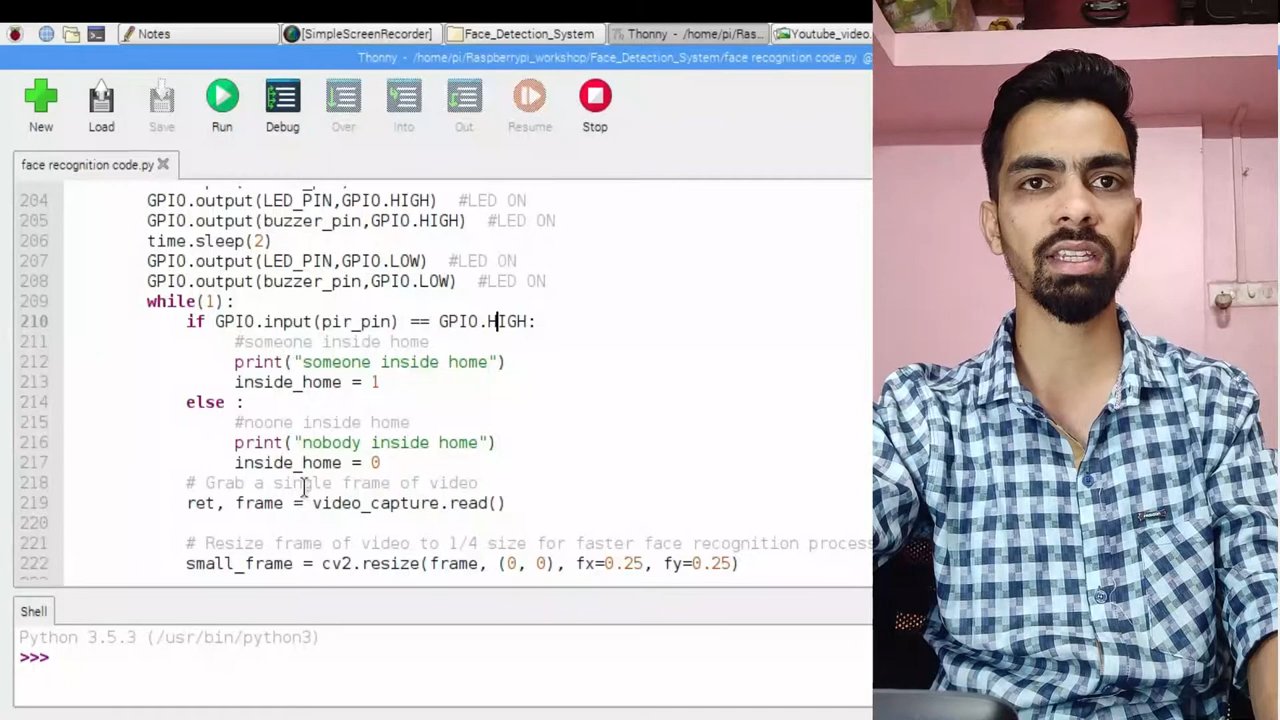 Notes
[SimpleScreenRecorder]
Face_Detection_System
Thonny - /home/pi/Ras...
Youtube_video.
Thonny - /home/pi/Raspberrypi_workshop/Face_Detection_System/face recognition code.py @
New Load Save Run Debug Over Into Out Resume Stop
face recognition code.py
204 GPIO.output(LED_PIN,GPIO.HIGH) #LED ON
205 GPIO.output(buzzer_pin,GPIO.HIGH) #LED ON
206 time.sleep(2)
207 GPIO.output(LED_PIN,GPIO.LOW) #LED ON
208 GPIO.output(buzzer_pin,GPIO.LOW) #LED ON
209 while(1):
210 if GPIO.input(pir_pin) == GPIO.HIGH:
211 #someone inside home
212 print("someone inside home")
213 inside_home = 1
214 else :
215 #noone inside home
216 print("nobody inside home")
217 inside_home = 0
218 # Grab a single frame of video
219 ret, frame = video_capture.read()
220
221 # Resize frame of video to 1/4 size for faster face recognition process
222 small_frame = cv2.resize(frame, (0, 0), fx=0.25, fy=0.25)
Shell
Python 3.5.3 (/usr/bin/python3)
>>>